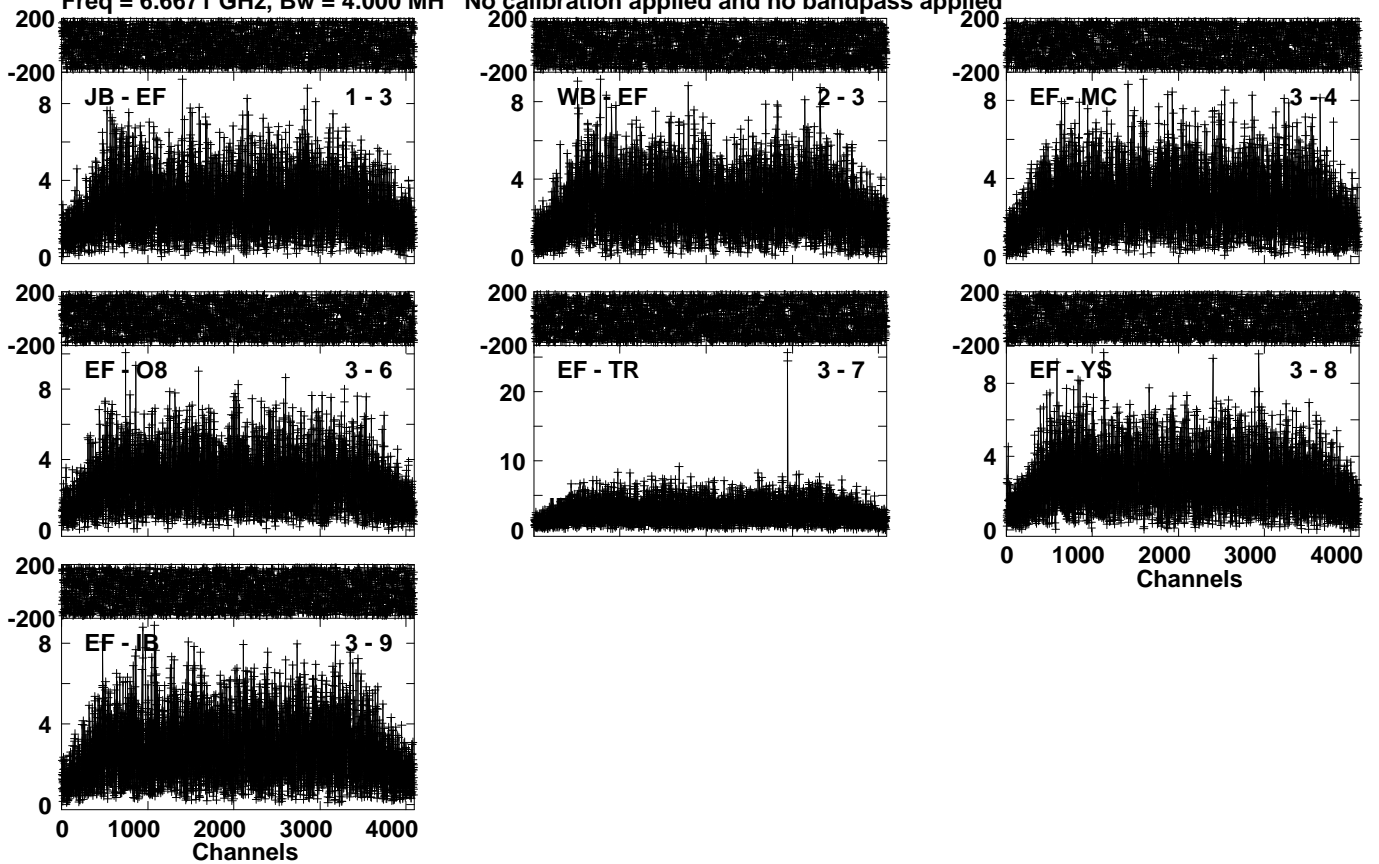 Freq = 6.6671 GHz, Bw = 4.000 MH No calibration applied and no bandpass applied
200 200 200
-200 -200 -200
JB - EF 1 - 3 WB - EF 2 - 3 EF - MC 3 - 4
8 8 8
4 4 4
0 0 0
200 200 200
-200 -200 -200
EF - O8 3 - 6 EF - TR 3 - 7 EF - YS 3 - 8
8 20 8
4 10 4
0 0 0
0 1000 2000 3000 4000
Channels
200
-200
EF - IB 3 - 9
8
4
0
0 1000 2000 3000 4000
Channels